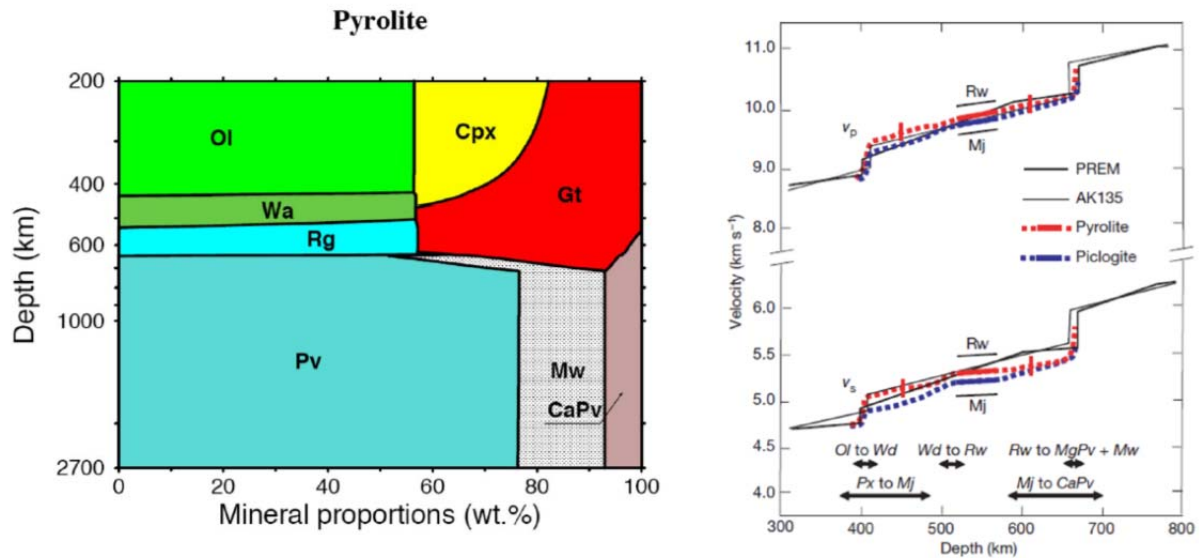 Pyrolite
200
400
600
1000
2700
Depth (km)
Ol
Cpx
Gt
Wa
Rg
Pv
Mw
CaPv
0 20 40 60 80 100
Mineral proportions (wt.%)
11.0
10.0
9.0
8.0
6.0
5.5
5.0
4.5
4.0
Velocity (km s⁻¹)
Rw
vp
Mj
PREM
AK135
Pyrolite
Piclogite
Rw
vs
Mj
Ol to Wd Wd to Rw Rw to MgPv + Mw
Px to Mj Mj to CaPv
300 400 500 600 700 800
Depth (km)